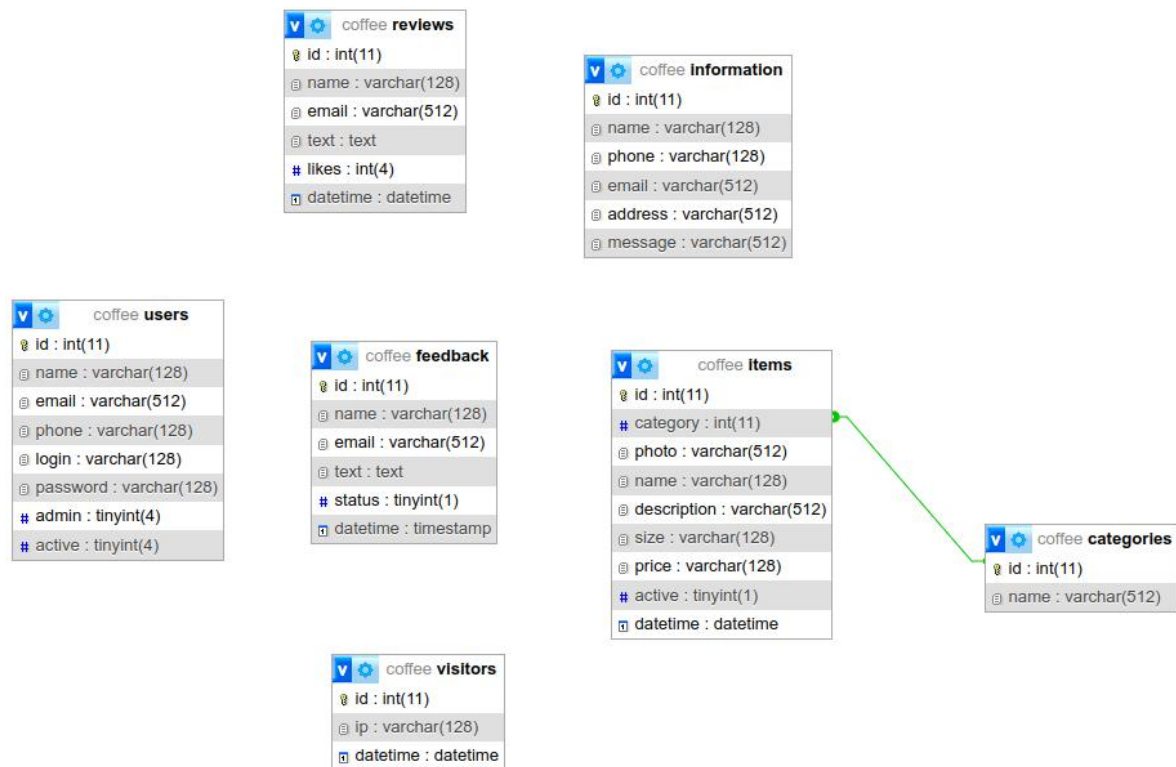 coffee reviews
id : int(11)
name : varchar(128)
email : varchar(512)
text : text
likes : int(4)
datetime : datetime
coffee information
id : int(11)
name : varchar(128)
phone : varchar(128)
email : varchar(512)
address : varchar(512)
message : varchar(512)
coffee users
id : int(11)
name : varchar(128)
email : varchar(512)
phone : varchar(128)
login : varchar(128)
password : varchar(128)
admin : tinyint(4)
active : tinyint(4)
coffee feedback
id : int(11)
name : varchar(128)
email : varchar(512)
text : text
status : tinyint(1)
datetime : timestamp
coffee items
id : int(11)
category : int(11)
photo : varchar(512)
name : varchar(128)
description : varchar(512)
size : varchar(128)
price : varchar(128)
active : tinyint(1)
datetime : datetime
coffee categories
id : int(11)
name : varchar(512)
coffee visitors
id : int(11)
ip : varchar(128)
datetime : datetime